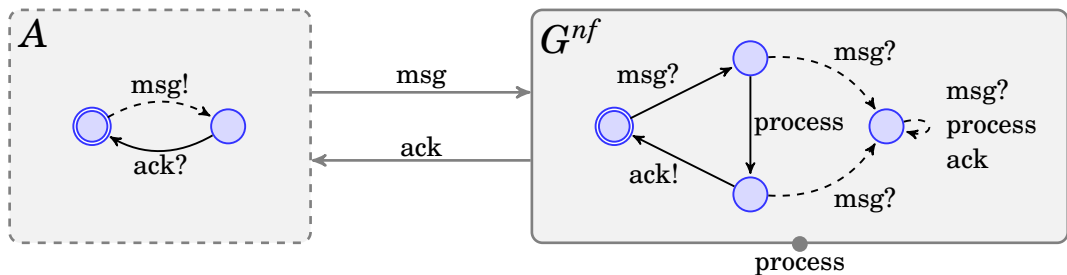 A
msg!
ack?
msg
ack
G^nf
msg?
msg?
process
ack!
msg?
msg?
process
ack
process